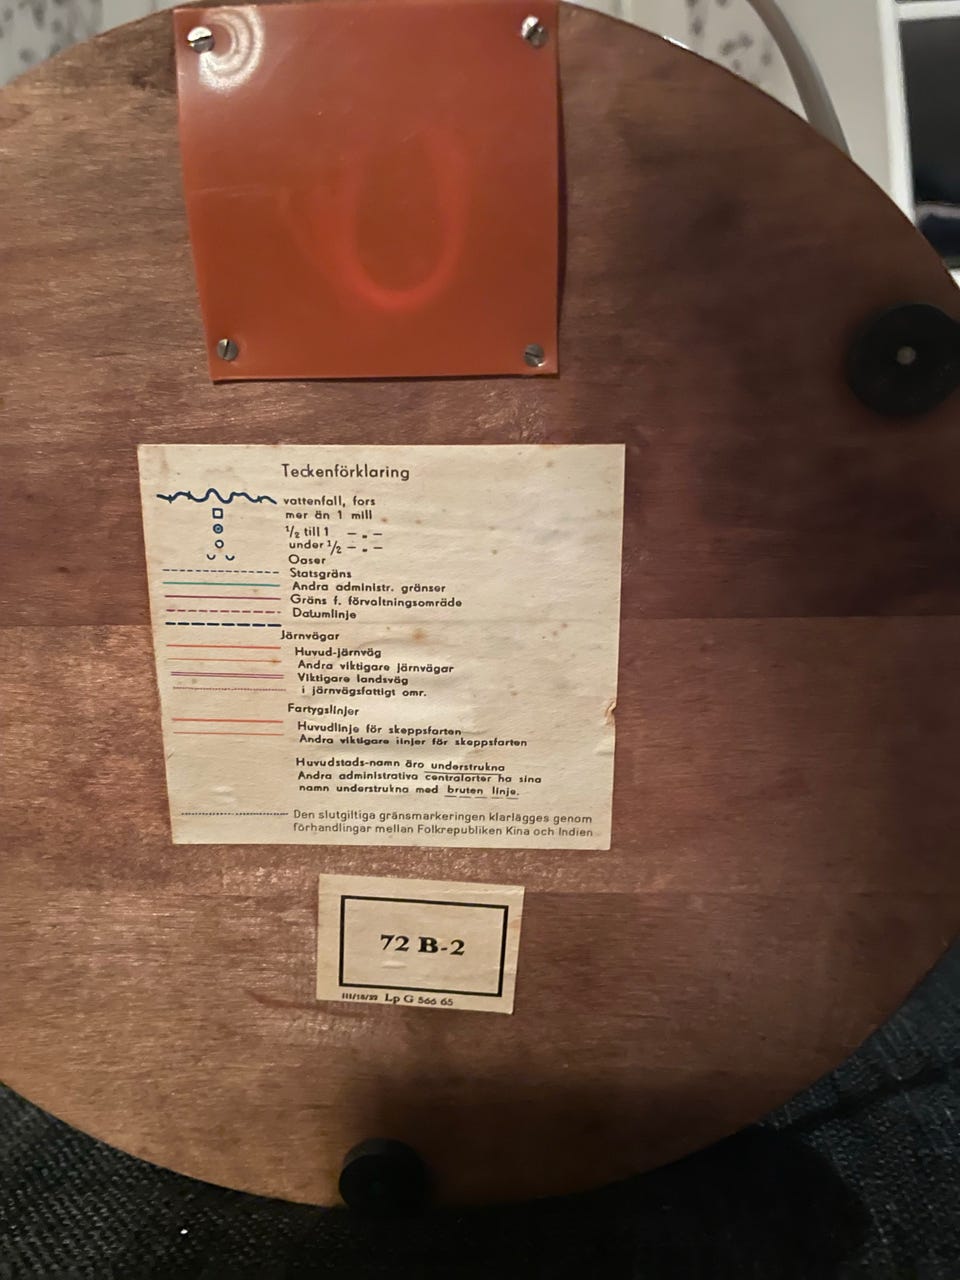 Teckenförklaring
vattenfall, fors
mer än 1 mill
1/2 till 1 – „ –
under 1/2 – „ –
Oaser
Statsgräns
Andra administr. gränser
Gräns f. förvaltningsområde
Datumlinje
Järnvägar
Huvud-järnväg
Andra viktigare järnvägar
Viktigare landsväg
i järnvägsfattigt omr.
Fartygslinjer
Huvudlinje för skeppsfarten
Andra viktigare linjer för skeppsfarten
Huvudstads-namn äro understrukna
Andra administrativa centralorter ha sina
namn understrukna med bruten linje.
Den slutgiltiga gränsmarkeringen klarlägges genom
förhandlingar mellan Folkrepubliken Kina och Indien
72 B-2
Lp G 566 65